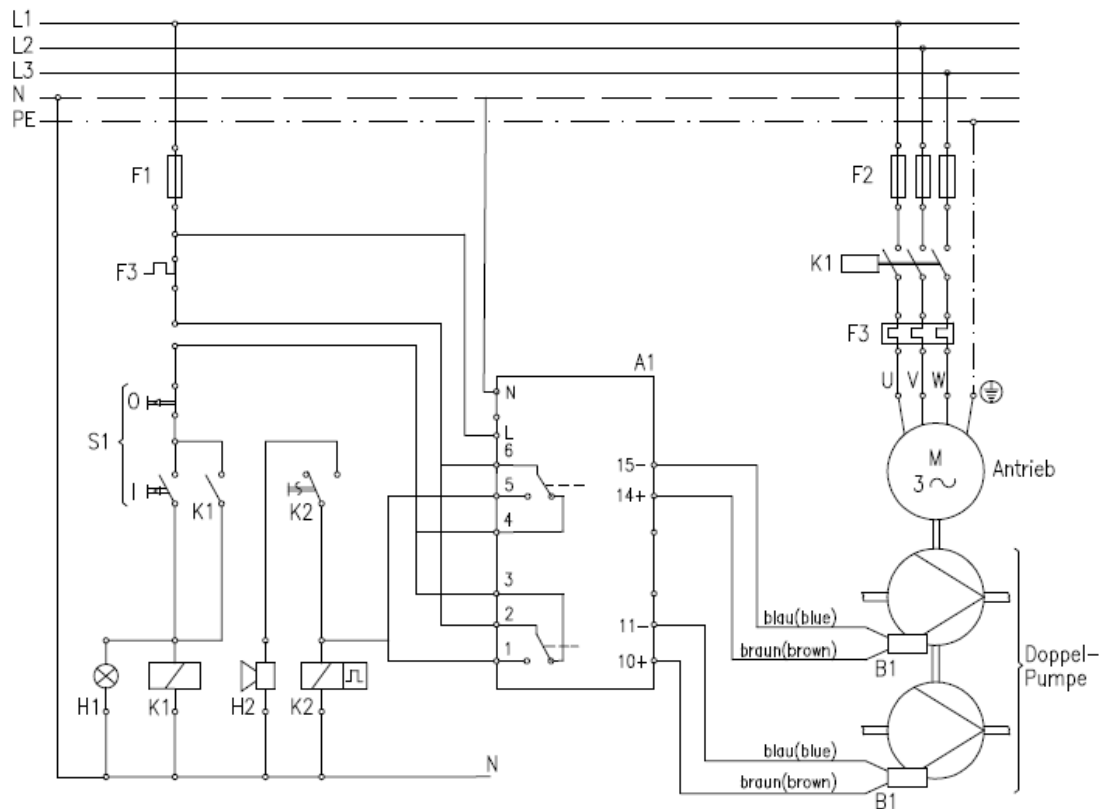 L1
L2
L3
N
PE
F1
F2
F3
K1
F3
A1
U V W
N
O
S1
L
M
3 ~
Antrieb
6
15-
I
K1
K2
5
14+
4
3
blau(blue)
2
11-
braun(brown)
1
10+
B1
Doppel-
Pumpe
H1
K1
H2
K2
blau(blue)
N
braun(brown)
B1